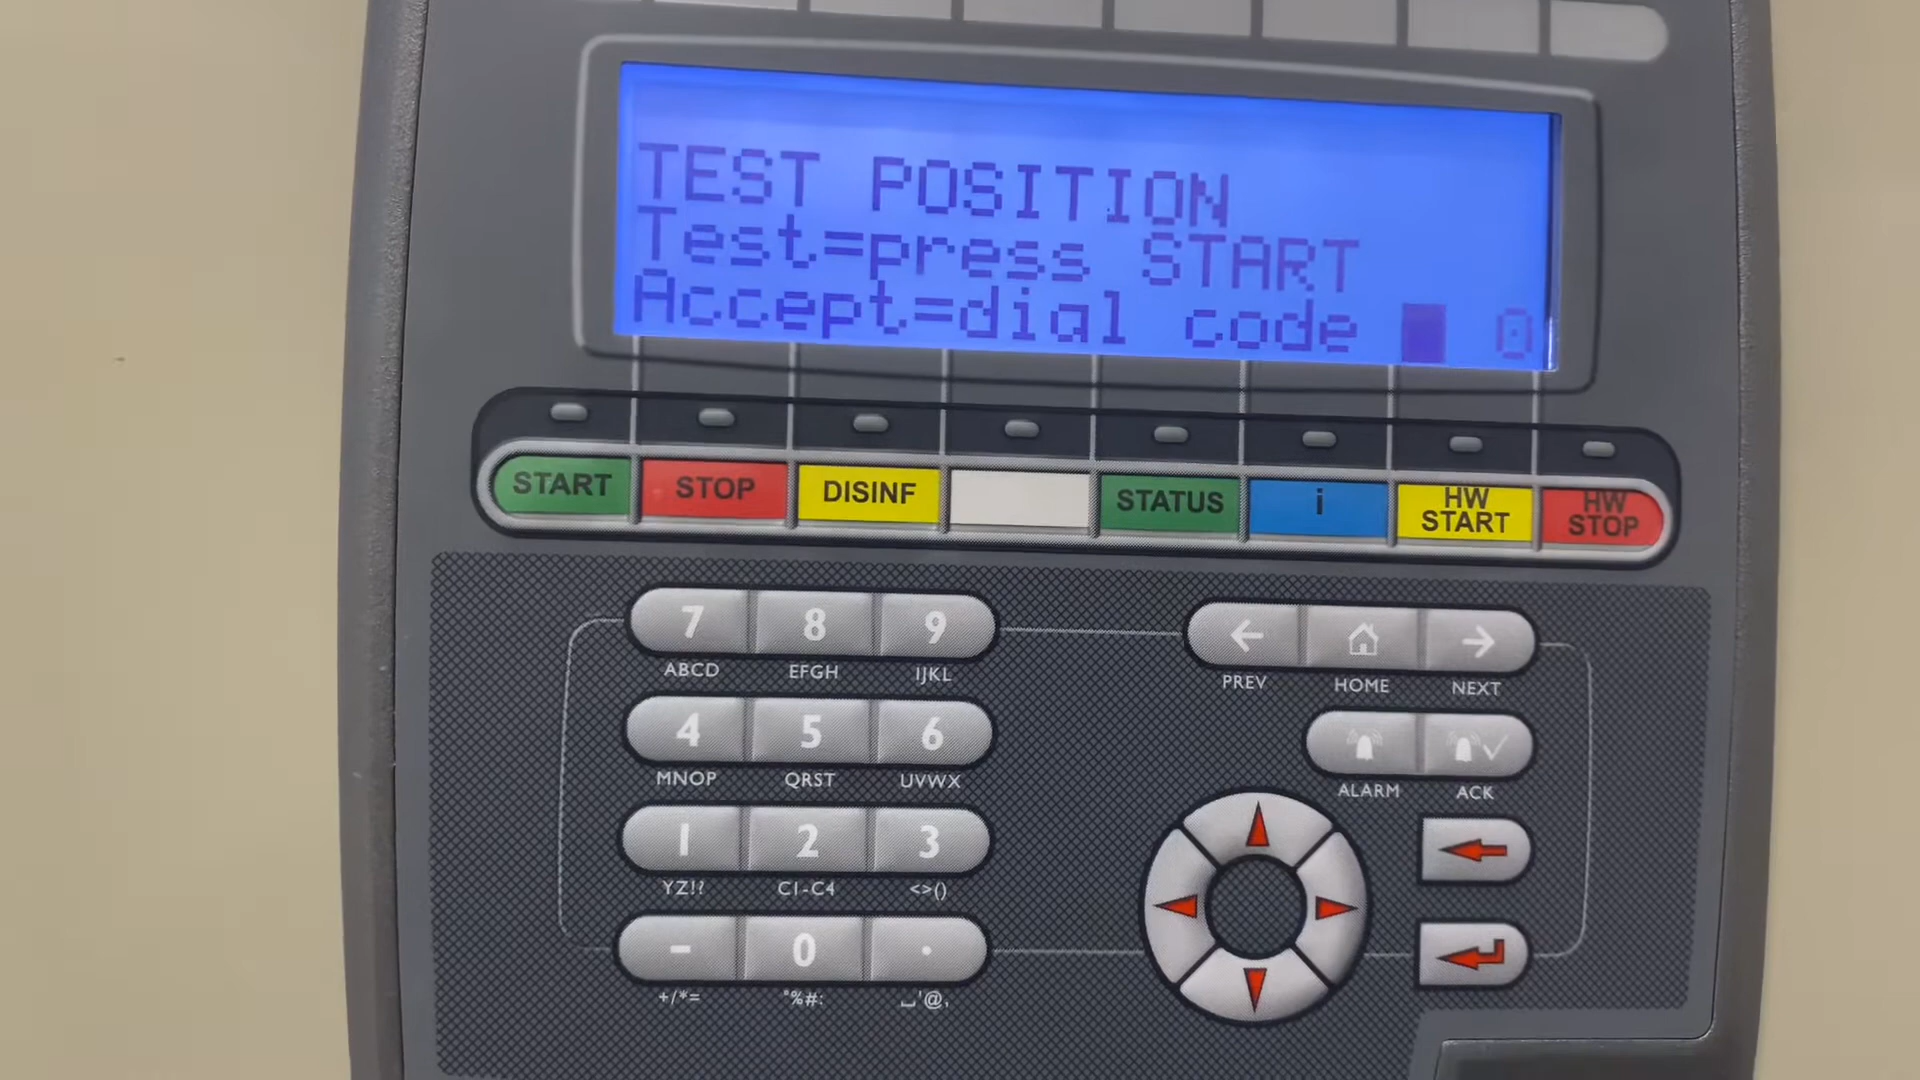 TEST POSITION
Test=press START
Accept=dial code █ 0
START STOP DISINF STATUS i HW START HW STOP
7 8 9
ABCD EFGH IJKL
PREV HOME NEXT
4 5 6
MNOP QRST UVWX
ALARM ACK
1 2 3
YZ!? C1-C4 <>()
- 0 .
+/*= °%#: ⎵'@,